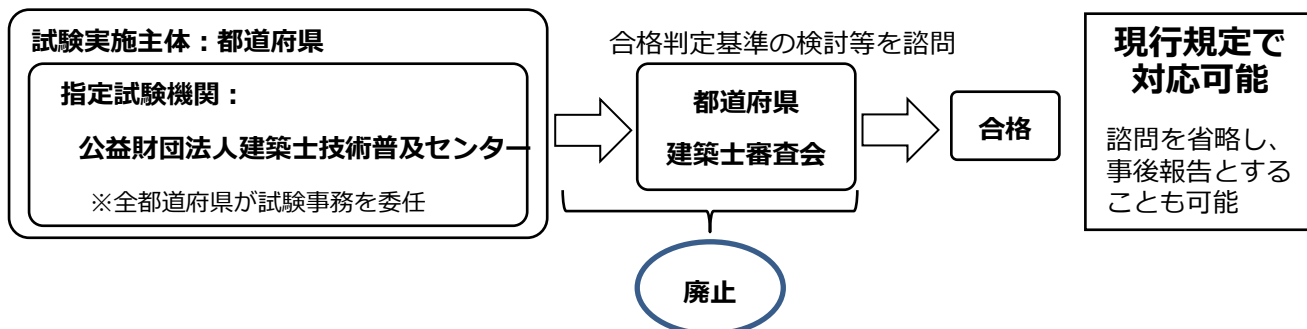 試験実施主体：都道府県
指定試験機関：
公益財団法人建築士技術普及センター
※全都道府県が試験事務を委任
合格判定基準の検討等を諮問
都道府県
建築士審査会
合格
廃止
現行規定で
対応可能
諮問を省略し、
事後報告とする
ことも可能